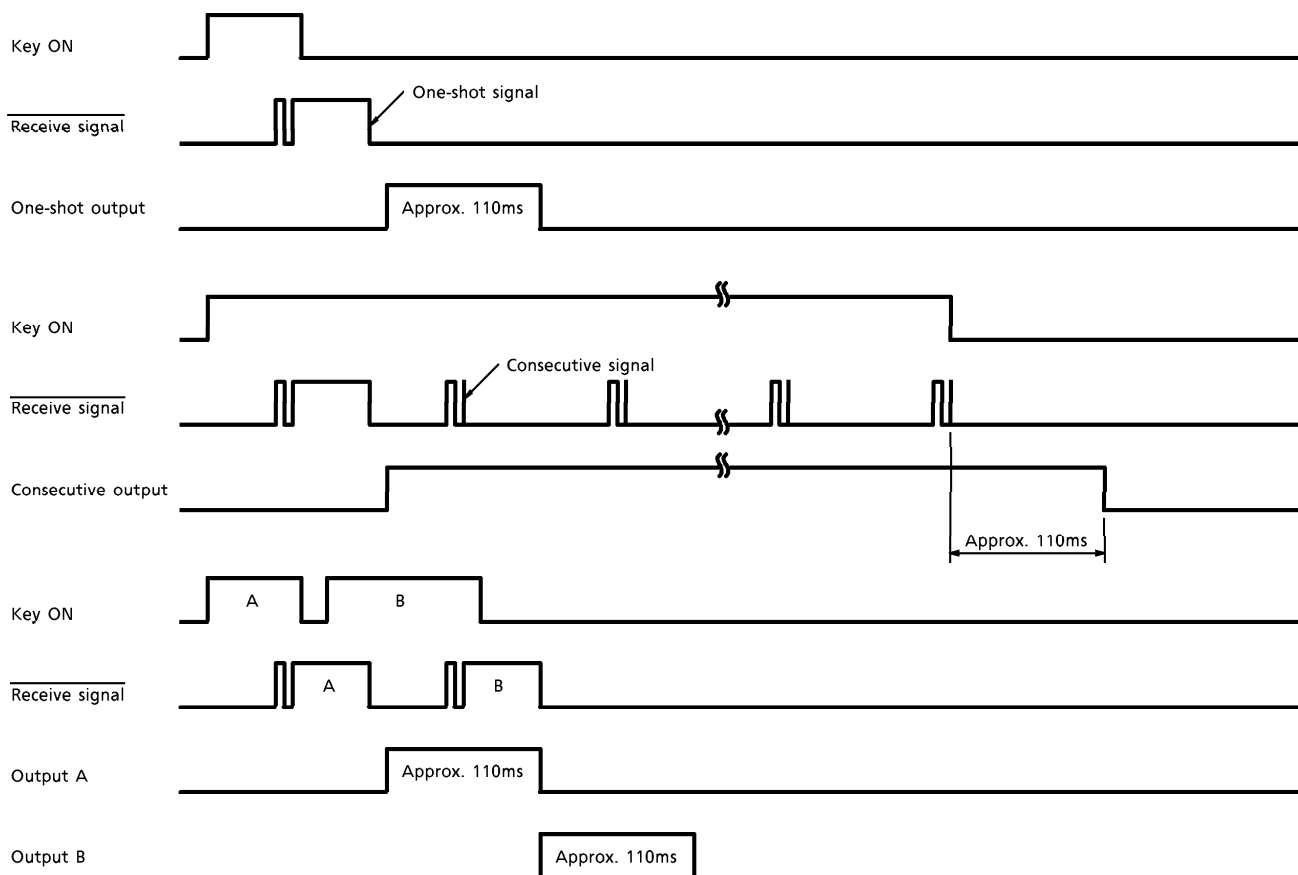 Key ON
Receive signal
One-shot signal
One-shot output
Approx. 110ms
Key ON
Receive signal
Consecutive signal
Consecutive output
Approx. 110ms
Key ON
A
B
Receive signal
A
B
Output A
Approx. 110ms
Output B
Approx. 110ms